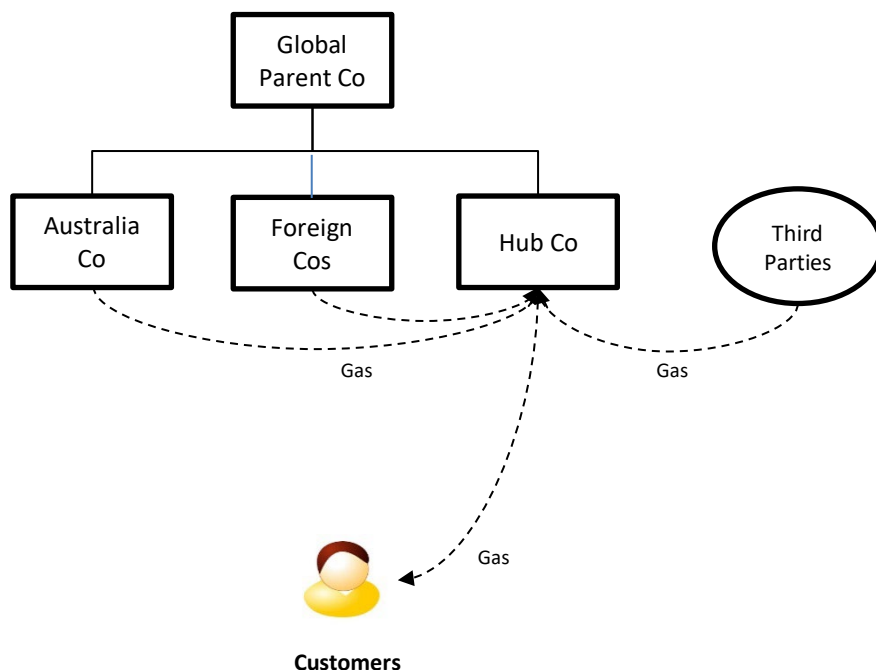 Global
Parent Co
Australia
Co
Foreign
Cos
Hub Co
Third
Parties
Gas
Gas
Gas
Customers